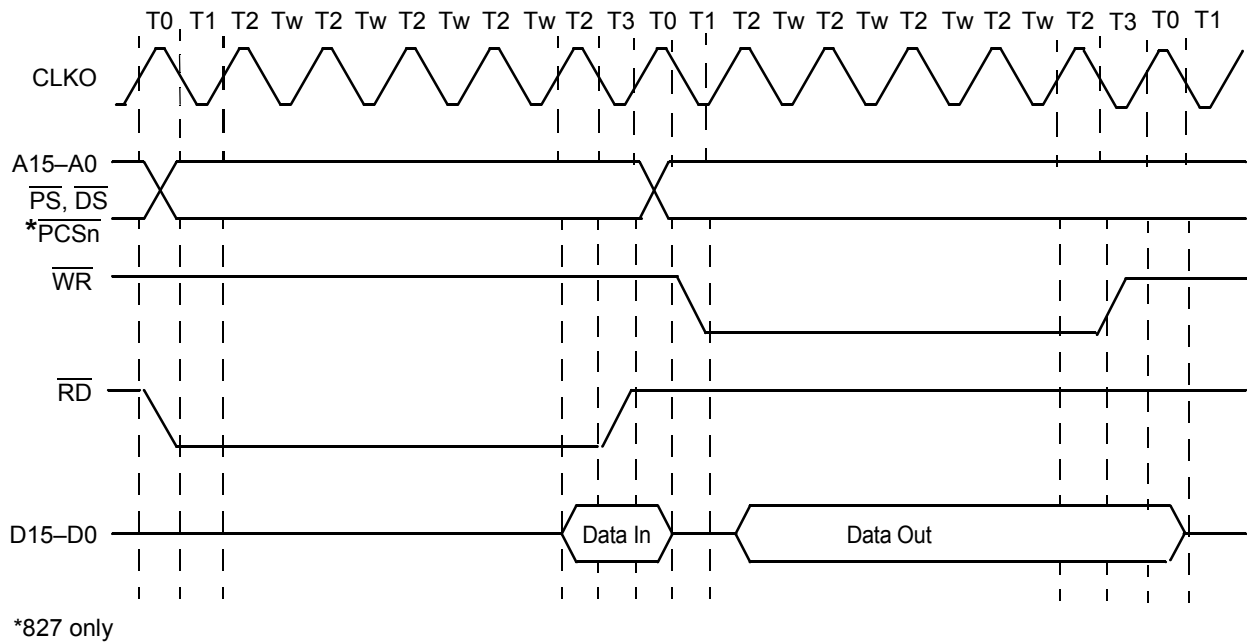 T0 T1 T2 Tw T2 Tw T2 Tw T2 Tw T2 T3 T0 T1 T2 Tw T2 Tw T2 Tw T2 Tw T2 T3 T0 T1
CLKO
A15–A0
PS, DS
*PCSn
WR
RD
D15–D0
Data In
Data Out
*827 only